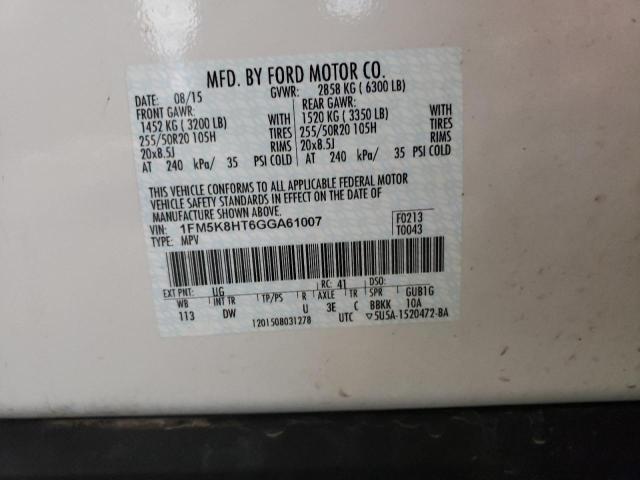 MFD. BY FORD MOTOR CO.
DATE: 08/15 GVWR: 2858 KG ( 6300 LB)
FRONT GAWR: REAR GAWR:
1452 KG ( 3200 LB) WITH 1520 KG ( 3350 LB) WITH
255/50R20 105H TIRES 255/50R20 105H TIRES
20x8.5J RIMS 20x8.5J RIMS
AT 240 kPa/ 35 PSI COLD AT 240 kPa/ 35 PSI COLD
THIS VEHICLE CONFORMS TO ALL APPLICABLE FEDERAL MOTOR
VEHICLE SAFETY STANDARDS IN EFFECT ON THE DATE OF
MANUFACTURE SHOWN ABOVE.
VIN: 1FM5K8HT6GGA61007 F0213
TYPE: MPV T0043
EXT PNT: UG RC: 41 DSO:
WB INT TR TP/PS R AXLE TR SPR GUB1G
113 DW U 3E C BBKK 10A
1201508031278 UTC ▽5U5A-1520472-BA